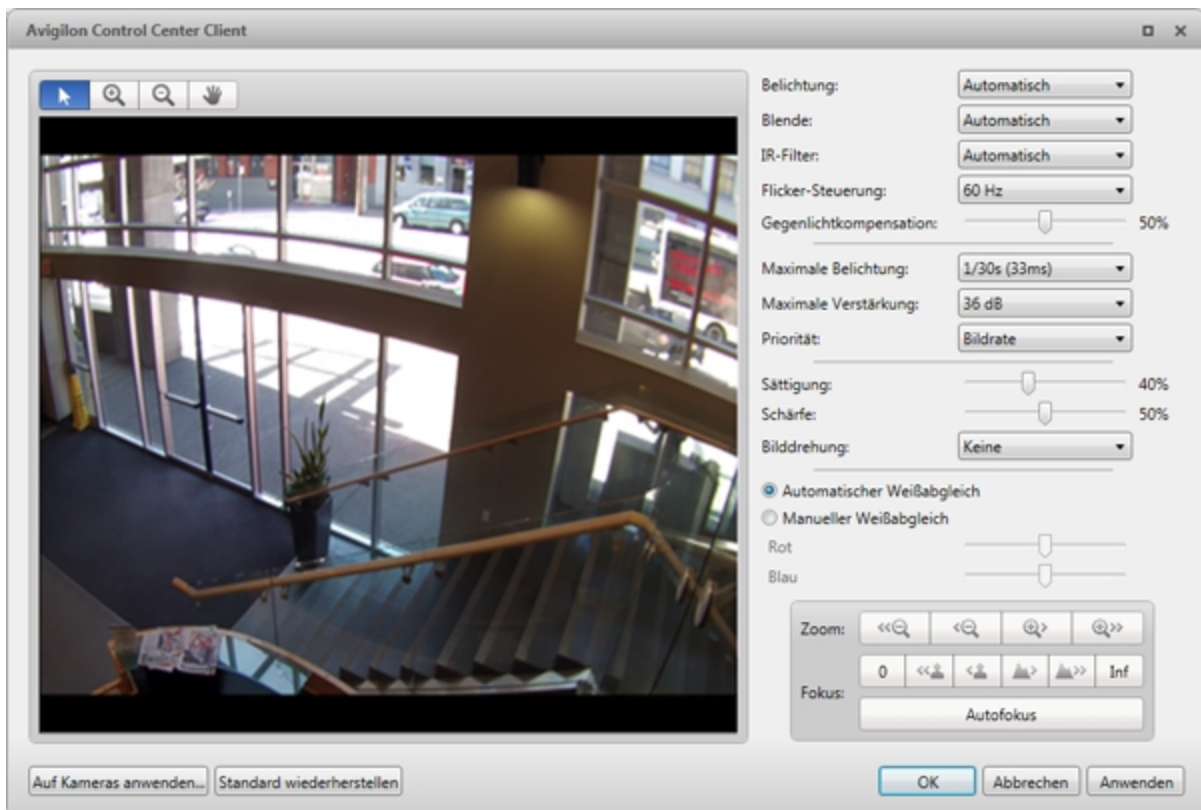 Avigilon Control Center Client
Belichtung: Automatisch
Blende: Automatisch
IR-Filter: Automatisch
Flicker-Steuerung: 60 Hz
Gegenlichtkompensation: 50%
Maximale Belichtung: 1/30s (33ms)
Maximale Verstärkung: 36 dB
Priorität: Bildrate
Sättigung: 40%
Schärfe: 50%
Bilddrehung: Keine
Automatischer Weißabgleich
Manueller Weißabgleich
Rot
Blau
Zoom:
0 Inf
Fokus:
Autofokus
Auf Kameras anwenden... Standard wiederherstellen OK Abbrechen Anwenden